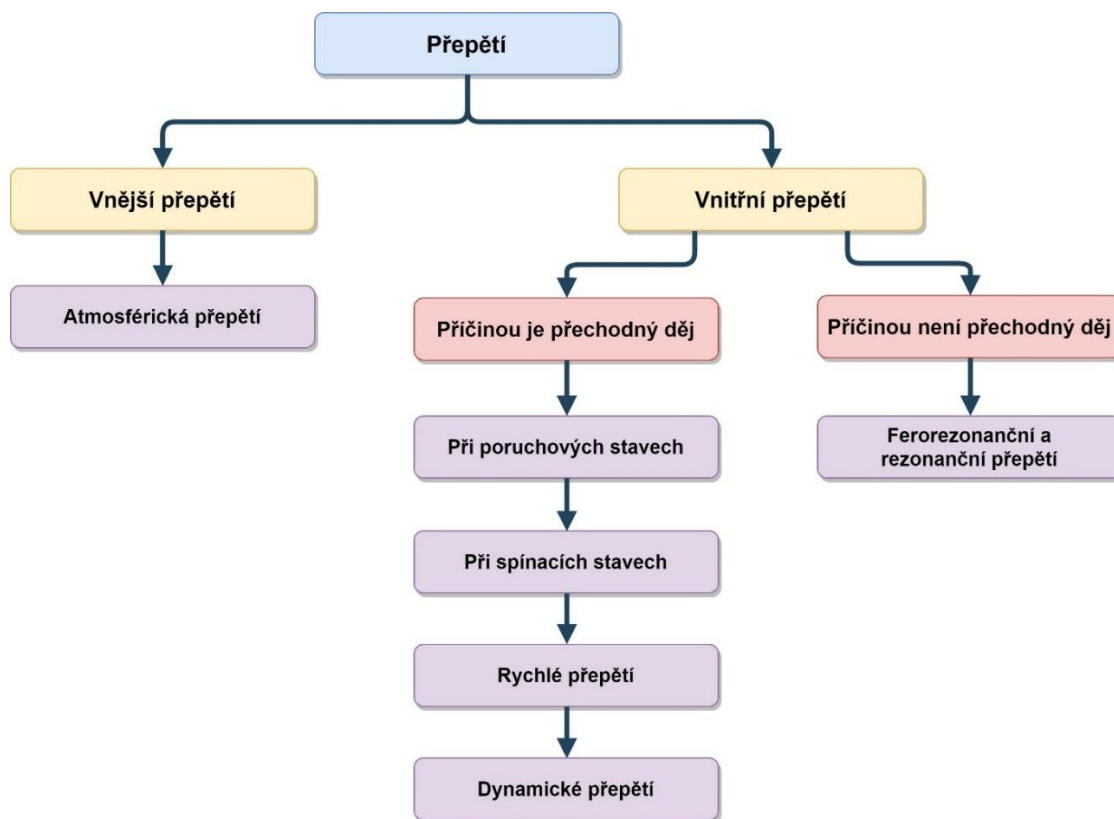 Přepětí
Vnější přepětí
Vnitřní přepětí
Atmosférická přepětí
Příčinou je přechodný děj
Příčinou není přechodný děj
Při poruchových stavech
Ferorezonanční a
rezonanční přepětí
Při spínacích stavech
Rychlé přepětí
Dynamické přepětí